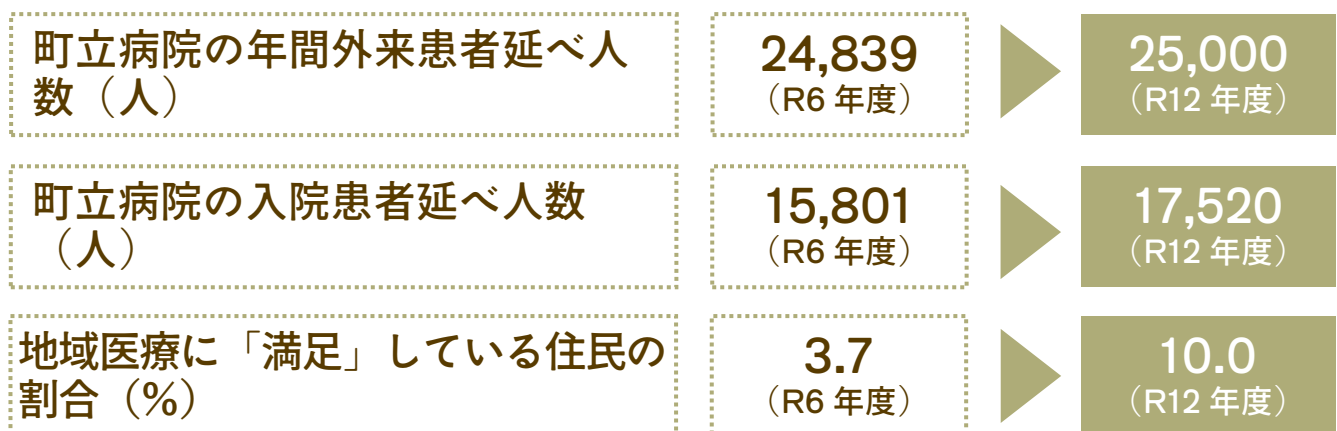 町立病院の年間外来患者延べ人
数（人）
24,839
（R6 年度）
25,000
（R12 年度）
町立病院の入院患者延べ人数
（人）
15,801
（R6 年度）
17,520
（R12 年度）
地域医療に「満足」している住民の
割合（%）
3.7
（R6 年度）
10.0
（R12 年度）